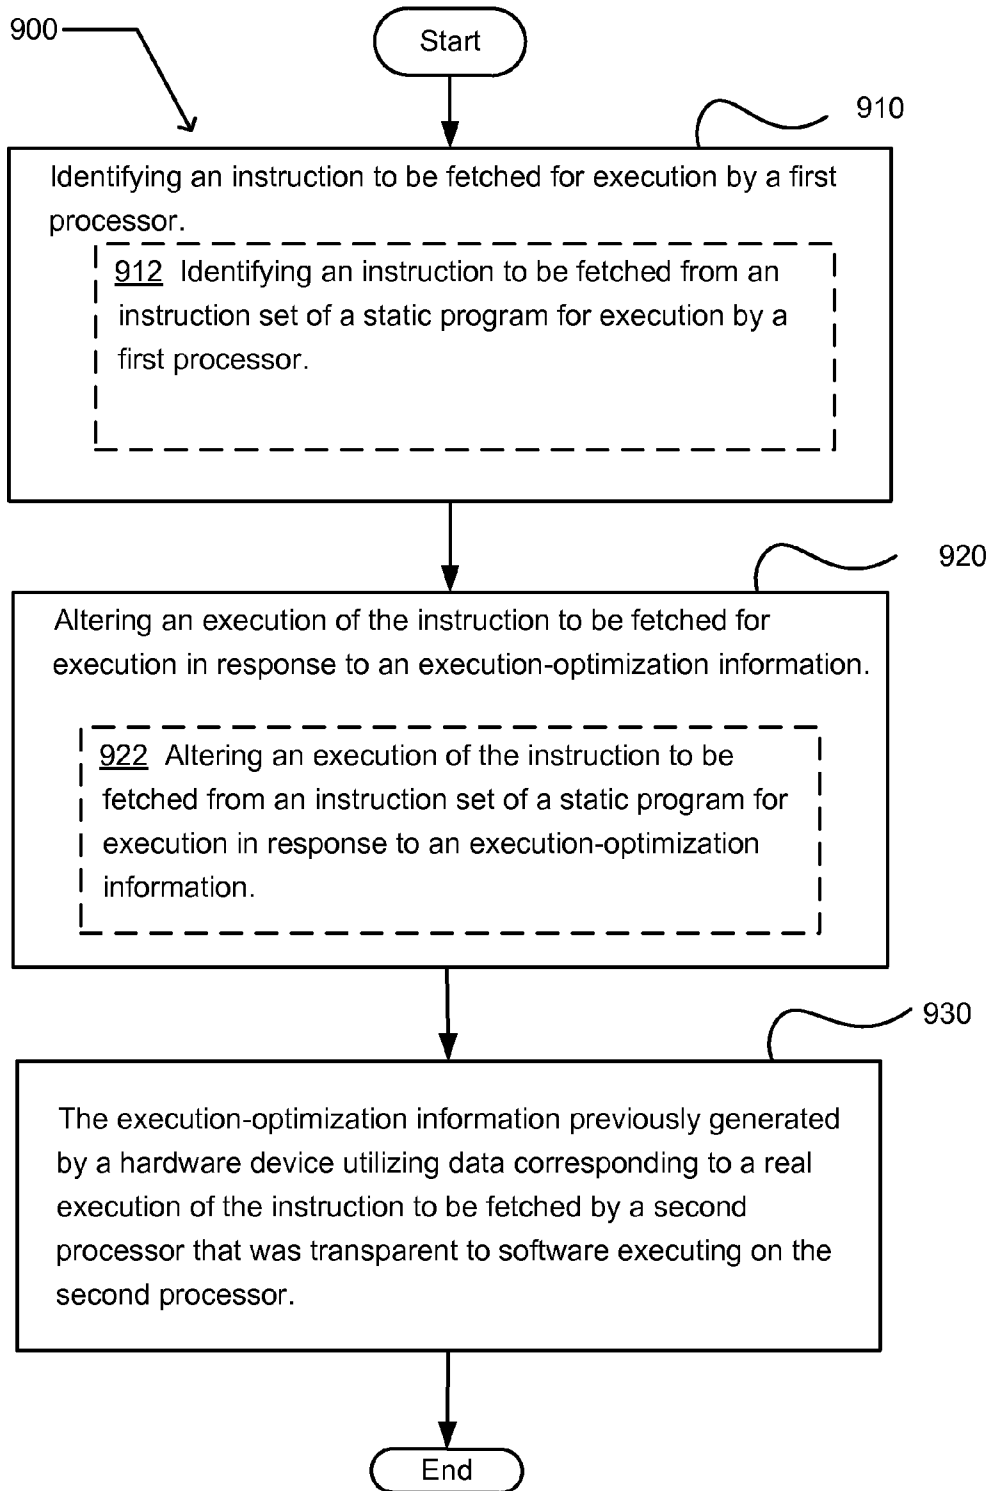 900
Start
910
Identifying an instruction to be fetched for execution by a first
processor.
912 Identifying an instruction to be fetched from an
instruction set of a static program for execution by a
first processor.
920
Altering an execution of the instruction to be fetched for
execution in response to an execution-optimization information.
922 Altering an execution of the instruction to be
fetched from an instruction set of a static program for
execution in response to an execution-optimization
information.
930
The execution-optimization information previously generated
by a hardware device utilizing data corresponding to a real
execution of the instruction to be fetched by a second
processor that was transparent to software executing on the
second processor.
End